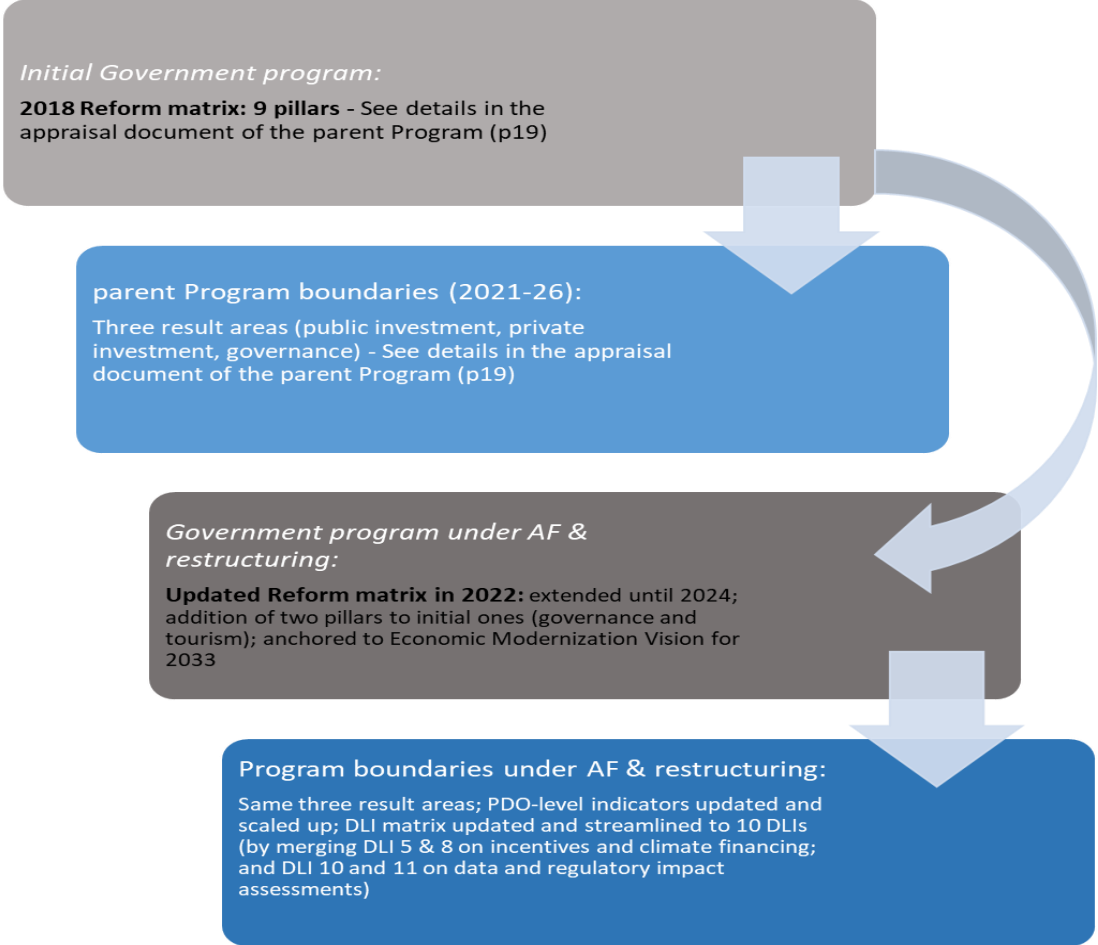 Initial Government program:
2018 Reform matrix: 9 pillars - See details in the
appraisal document of the parent Program (p19)
parent Program boundaries (2021-26):
Three result areas (public investment, private
investment, governance) - See details in the appraisal
document of the parent Program (p19)
Government program under AF &
restructuring:
Updated Reform matrix in 2022: extended until 2024;
addition of two pillars to initial ones (governance and
tourism); anchored to Economic Modernization Vision for
2033
Program boundaries under AF & restructuring:
Same three result areas; PDO-level indicators updated and
scaled up; DLI matrix updated and streamlined to 10 DLIs
(by merging DLI 5 & 8 on incentives and climate financing;
and DLI 10 and 11 on data and regulatory impact
assessments)